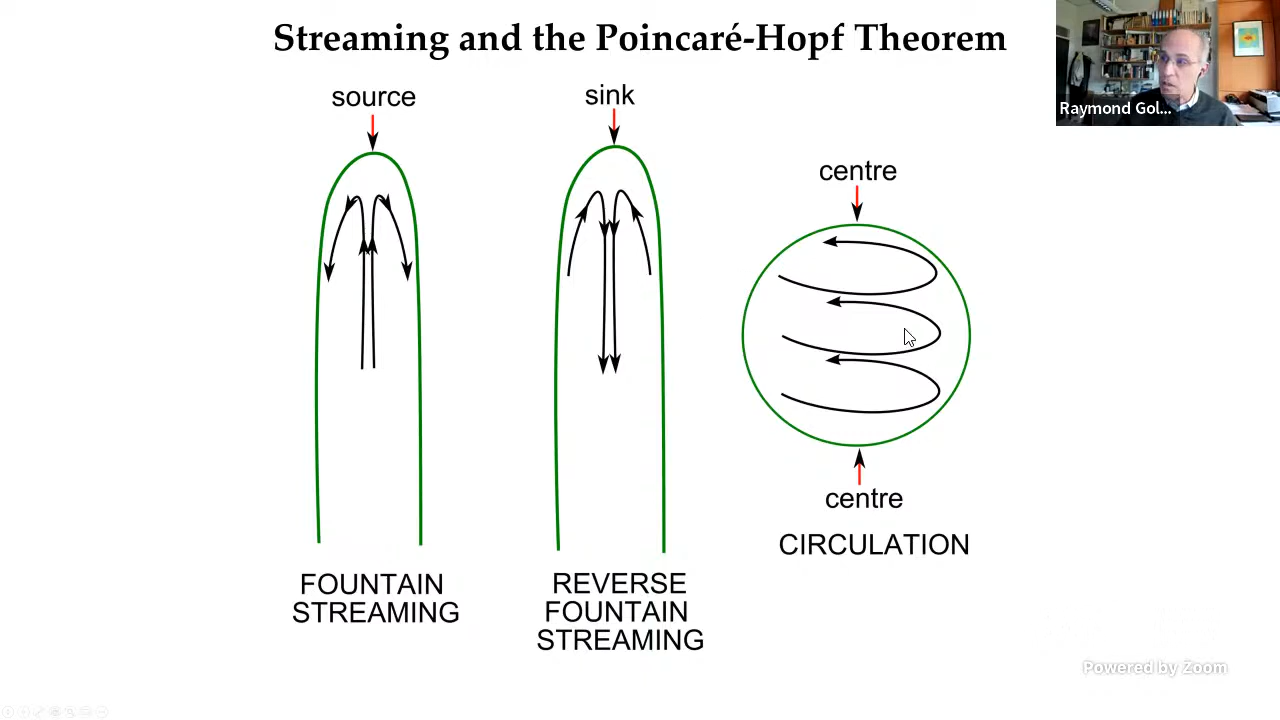 Streaming and the Poincaré-Hopf Theorem
Raymond Gol...
source
sink
centre
centre
CIRCULATION
FOUNTAIN
STREAMING
REVERSE
FOUNTAIN
STREAMING
Powered by Zoom